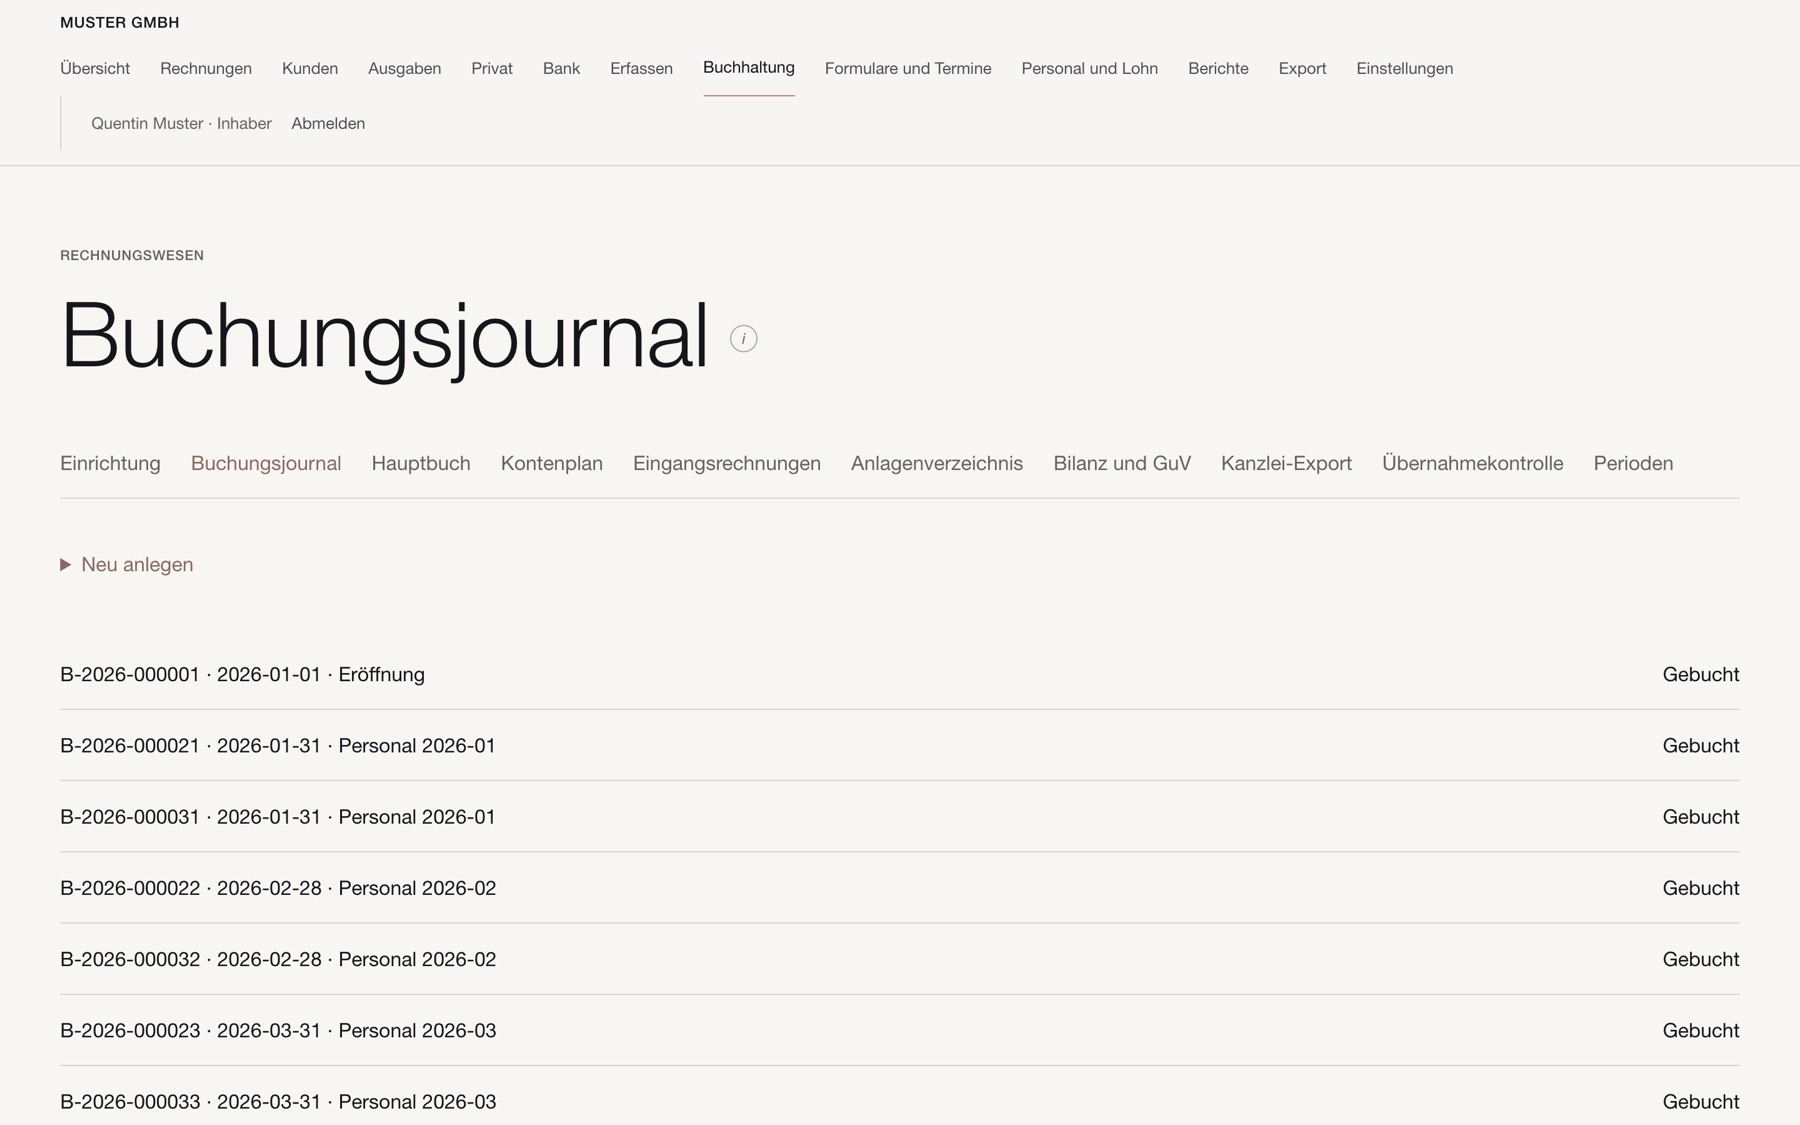 MUSTER GMBH
Übersicht Rechnungen Kunden Ausgaben Privat Bank Erfassen Buchhaltung Formulare und Termine Personal und Lohn Berichte Export Einstellungen
Quentin Muster · Inhaber Abmelden
RECHNUNGSWESEN
Buchungsjournal i
Einrichtung Buchungsjournal Hauptbuch Kontenplan Eingangsrechnungen Anlagenverzeichnis Bilanz und GuV Kanzlei-Export Übernahmekontrolle Perioden
Neu anlegen
B-2026-000001 · 2026-01-01 · Eröffnung Gebucht
B-2026-000021 · 2026-01-31 · Personal 2026-01 Gebucht
B-2026-000031 · 2026-01-31 · Personal 2026-01 Gebucht
B-2026-000022 · 2026-02-28 · Personal 2026-02 Gebucht
B-2026-000032 · 2026-02-28 · Personal 2026-02 Gebucht
B-2026-000023 · 2026-03-31 · Personal 2026-03 Gebucht
B-2026-000033 · 2026-03-31 · Personal 2026-03 Gebucht